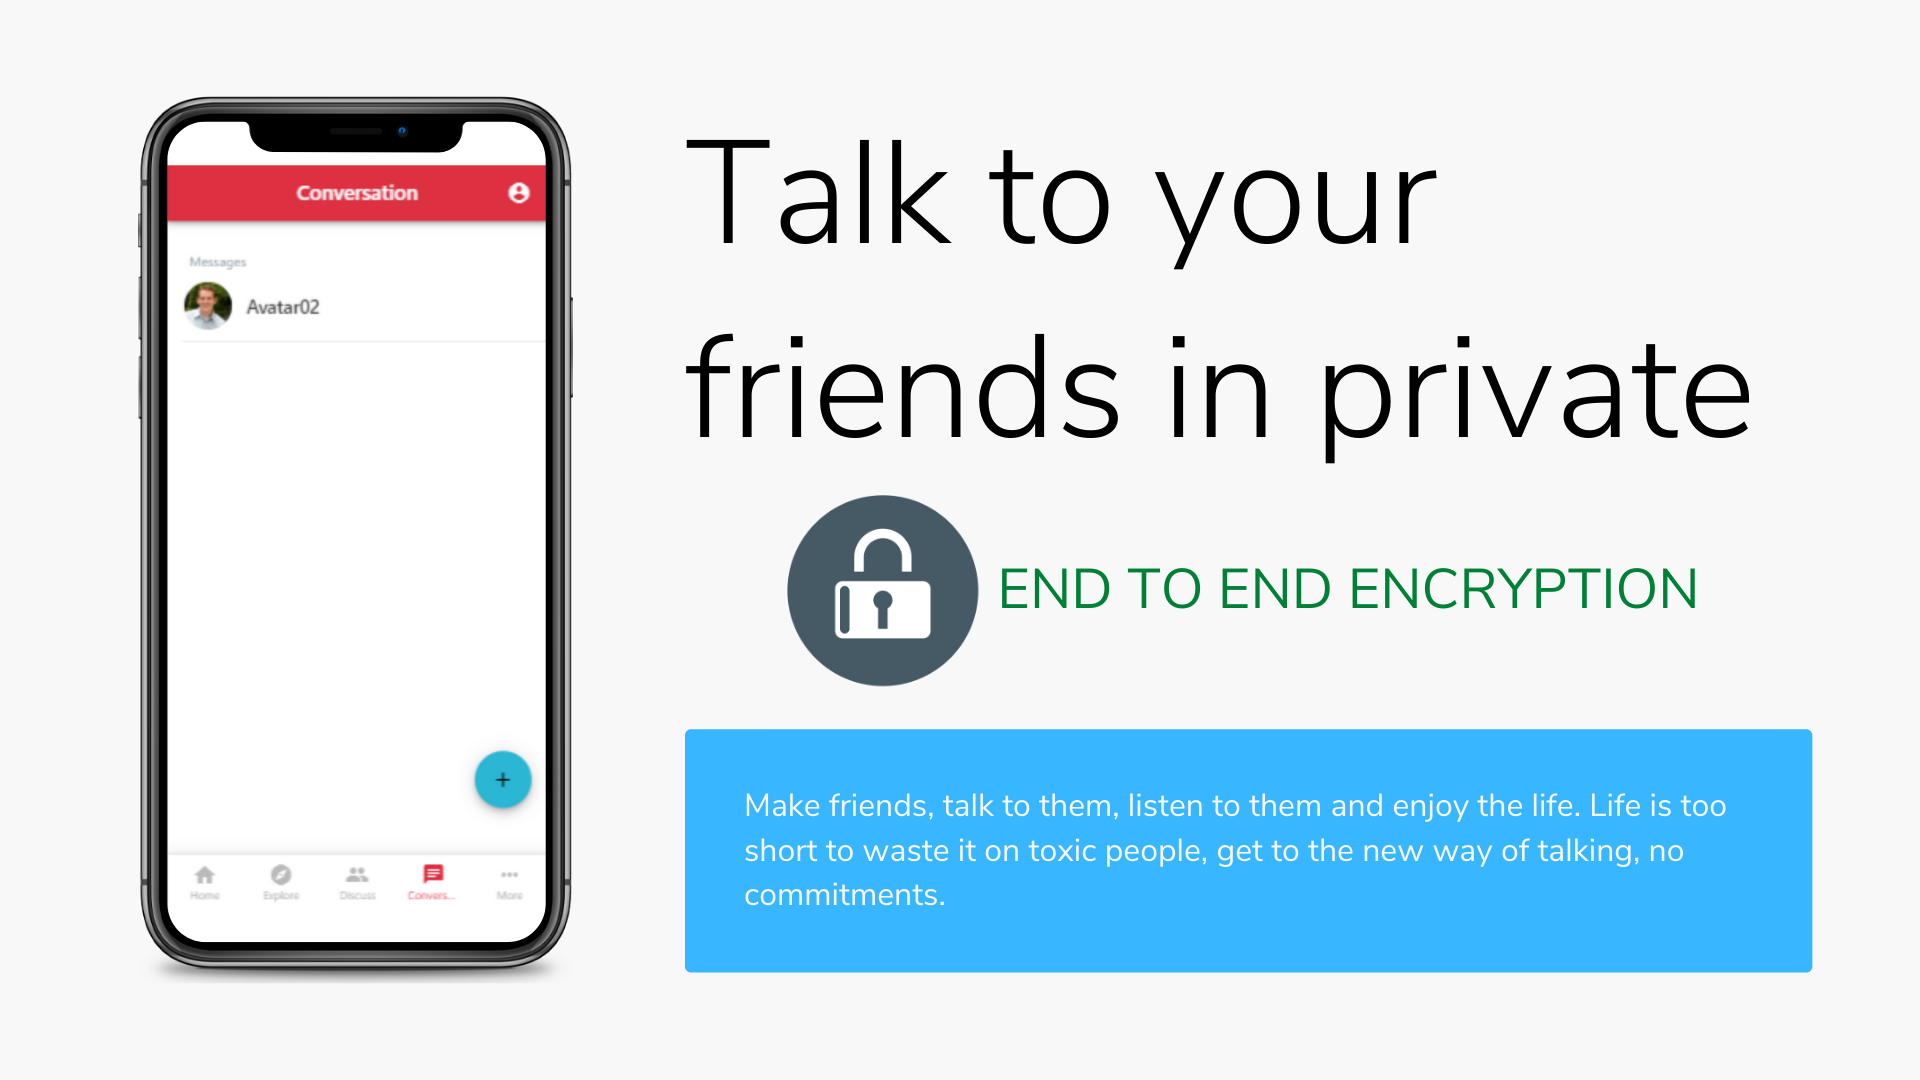 Conversation
Messages
Avatar02
Home
Explore
Discuss
Convers...
More
Talk to your
friends in private
END TO END ENCRYPTION
Make friends, talk to them, listen to them and enjoy the life. Life is too
short to waste it on toxic people, get to the new way of talking, no
commitments.